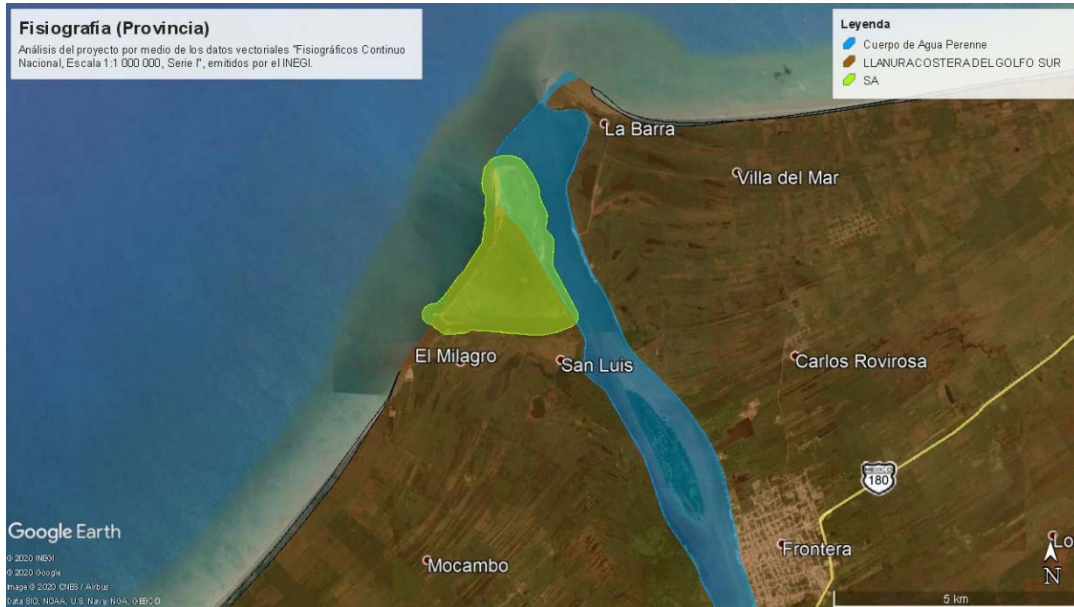 Fisiografía (Provincia)
Análisis del proyecto por medio de los datos vectoriales "Fisiográficos Continuo
Nacional, Escala 1:1 000 000, Serie I", emitidos por el INEGI.
Leyenda
Cuerpo de Agua Perenne
LLANURA COSTERA DEL GOLFO SUR
SA
La Barra
Villa del Mar
El Milagro
San Luis
Carlos Rovirosa
MEXICO
180
Google Earth
© 2020 INEGI
© 2020 Google
Image © 2020 CNES / Airbus
Data SIO, NOAA, U.S. Navy, NGA, GEBCO
Mocambo
Frontera
Lo
N
5 km